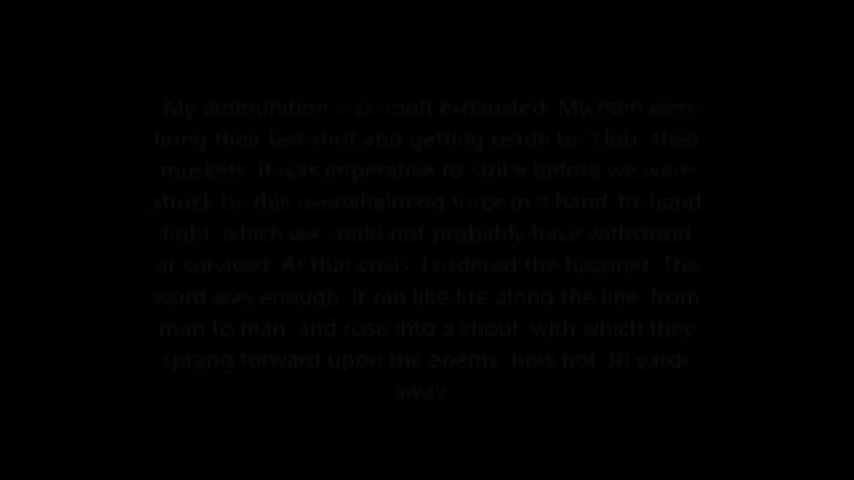 My ammunition was soon exhausted. My men were
firing their last shot and getting ready to "club" their
muskets. It was imperative to strike before we were
struck by this overwhelming force in a hand-to-hand
fight, which we could not probably have withstood
or survived. At that crisis, I ordered the bayonet. The
word was enough. It ran like fire along the line, from
man to man, and rose into a shout, with which they
sprang forward upon the enemy, now not 30 yards
away.